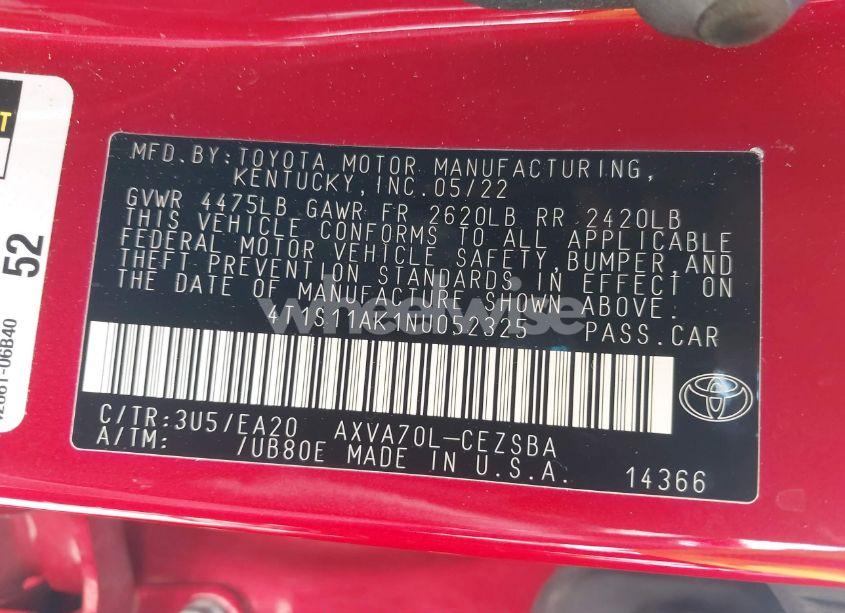 MFD.BY:TOYOTA MOTOR MANUFACTURING,
KENTUCKY,INC.05/22
GVWR 4475LB GAWR FR 2620LB RR 2420LB
THIS VEHICLE CONFORMS TO ALL APPLICABLE
FEDERAL MOTOR VEHICLE SAFETY,BUMPER,AND
THEFT PREVENTION STANDARDS IN EFFECT ON
THE DATE OF MANUFACTURE SHOWN ABOVE.
wheelwise
4T1S11AK1NU052325 PASS.CAR
C/TR:3U5/EA20 AXVA70L-CEZSBA
A/TM: /UB80E MADE IN U.S.A. 14366
52